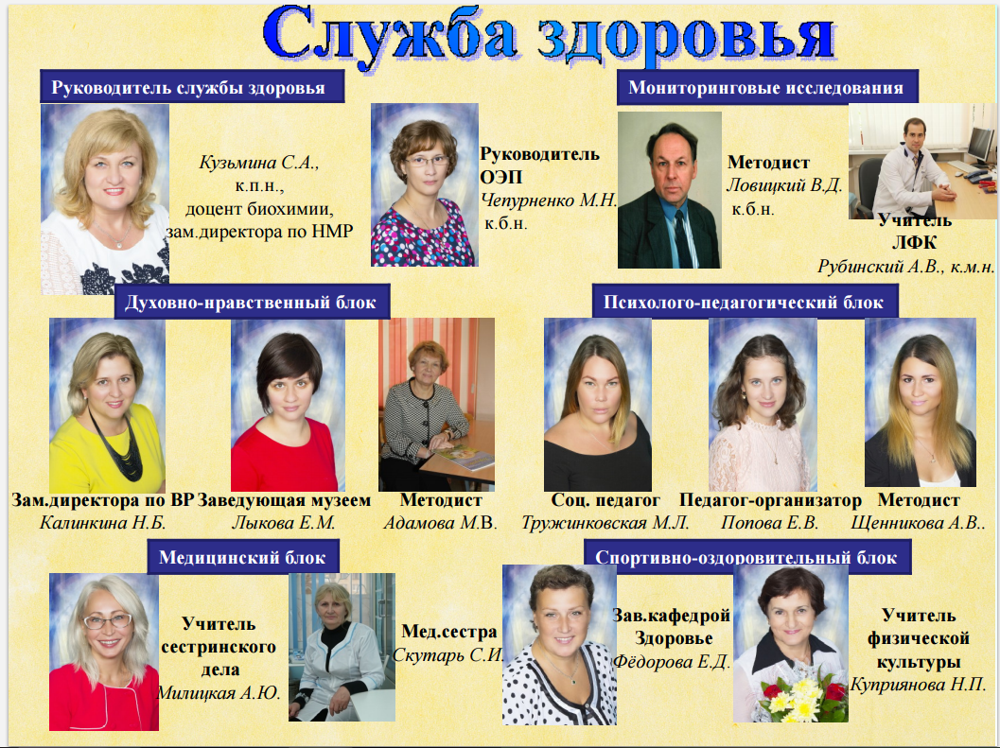 Служба здоровья
Руководитель службы здоровья
Кузьмина С.А.,
к.п.н.,
доцент биохимии,
зам.директора по НМР
Руководитель
ОЭП
Чепурненко М.Н.
к.б.н.
Мониторинговые исследования
Методист
Ловицкий В.Д.
к.б.н.
Учитель
ЛФК
Рубинский А.В., к.м.н.
Духовно-нравственный блок
Зам.директора по ВР
Калинкина Н.Б.
Заведующая музеем
Лыкова Е.М.
Методист
Адамова М.В.
Психолого-педагогический блок
Соц. педагог
Тружинковская М.Л.
Педагог-организатор
Попова Е.В.
Методист
Щенникова А.В..
Медицинский блок
Учитель
сестринского
дела
Милицкая А.Ю.
Мед.сестра
Скутарь С.И.
Спортивно-оздоровительный блок
Зав.кафедрой
Здоровье
Фёдорова Е.Д.
Учитель
физической
культуры
Куприянова Н.П.